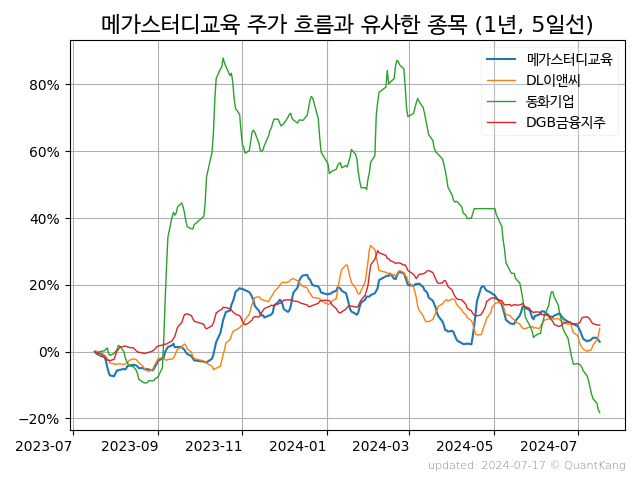 메가스터디교육 주가 흐름과 유사한 종목 (1년, 5일선)
메가스터디교육
DL이앤씨
동화기업
DGB금융지주
80%
60%
40%
20%
0%
−20%
2023-07 2023-09 2023-11 2024-01 2024-03 2024-05 2024-07
updated: 2024-07-17 © QuantKang